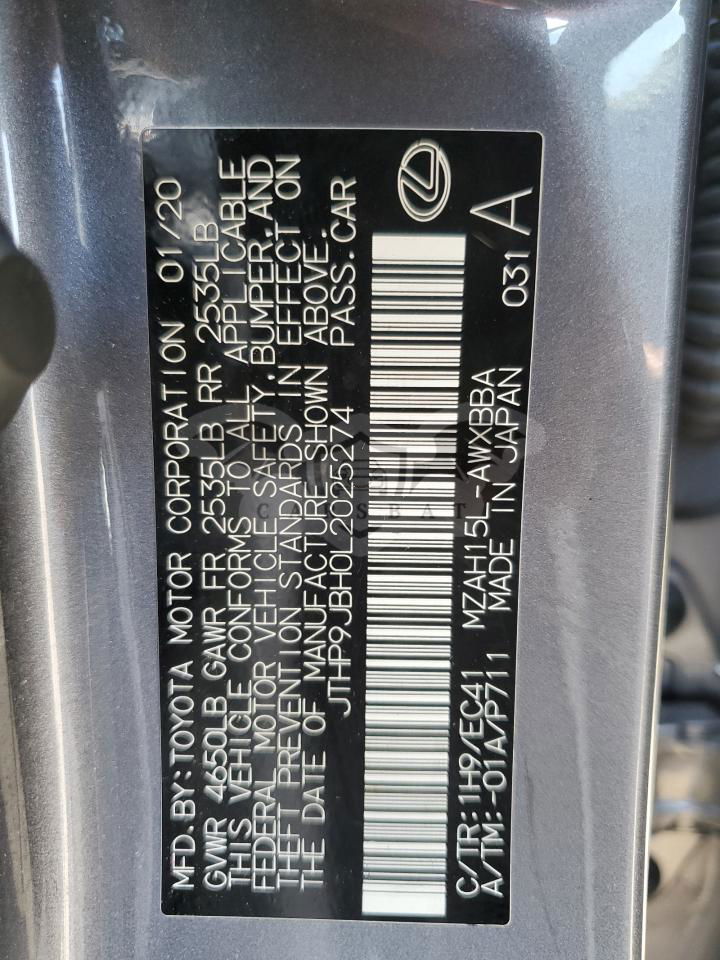 MFD.BY:TOYOTA MOTOR CORPORATION 01/20
GVWR 4650LB GAWR FR 2535LB RR 2535LB
THIS VEHICLE CONFORMS TO ALL APPLICABLE
FEDERAL MOTOR VEHICLE SAFETY, BUMPER, AND
THEFT PREVENTION STANDARDS IN EFFECT ON
THE DATE OF MANUFACTURE SHOWN ABOVE.
JTHP9JBH0L2025274 PASS.CAR
C/TR:1H9/EC41 MZAH15L-AWXBBA 031
A/TM:-01A/P711 MADE IN JAPAN A
CARSBAT